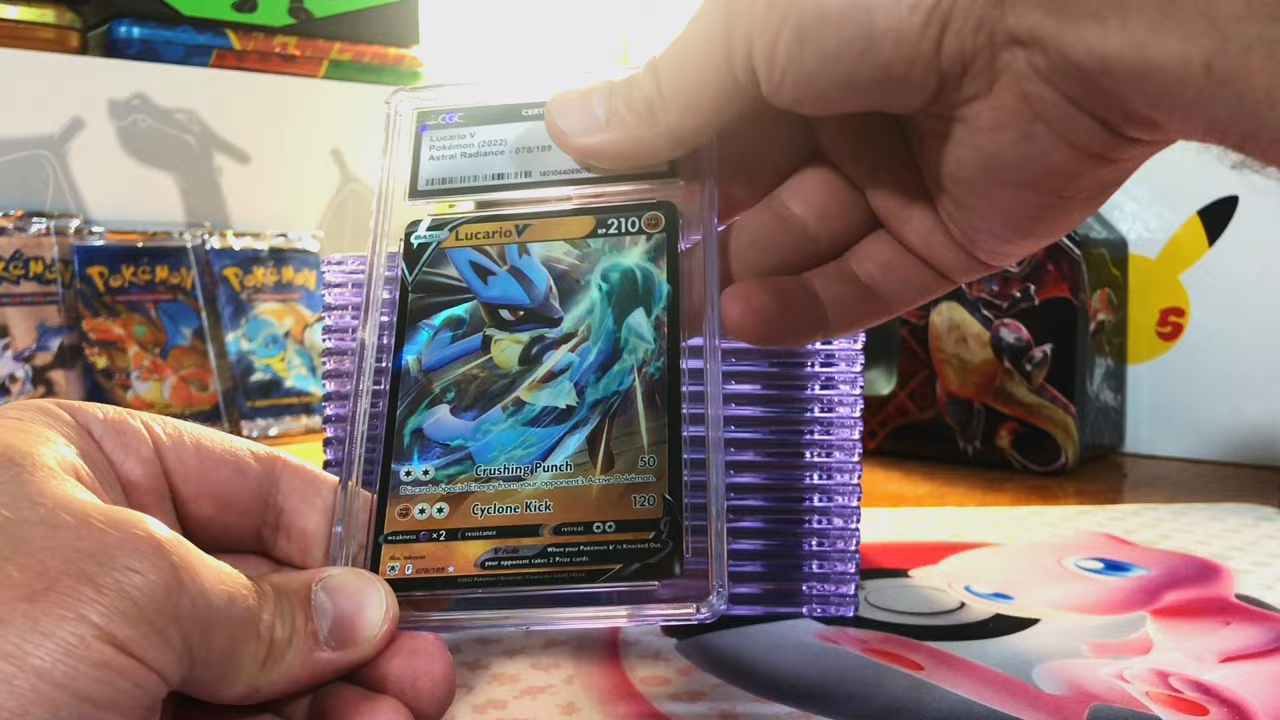 CGC CERT
Lucario V
Pokémon (2022)
Astral Radiance - 078/189
BASIC Lucario V HP 210
Crushing Punch 50
Discard a Special Energy from your opponent's Active Pokémon.
Cyclone Kick 120
weakness ×2 resistance retreat
V rule When your Pokémon V is Knocked Out,
your opponent takes 2 Prize cards.
F 078/189
POKéMON
POKéMON
S